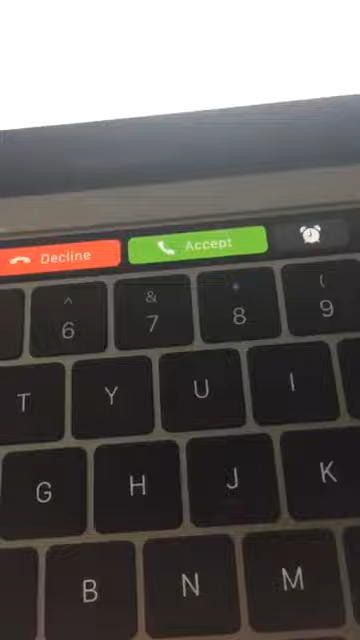 Decline Accept
^ & * (
6 7 8 9
T Y U I
G H J K
B N M